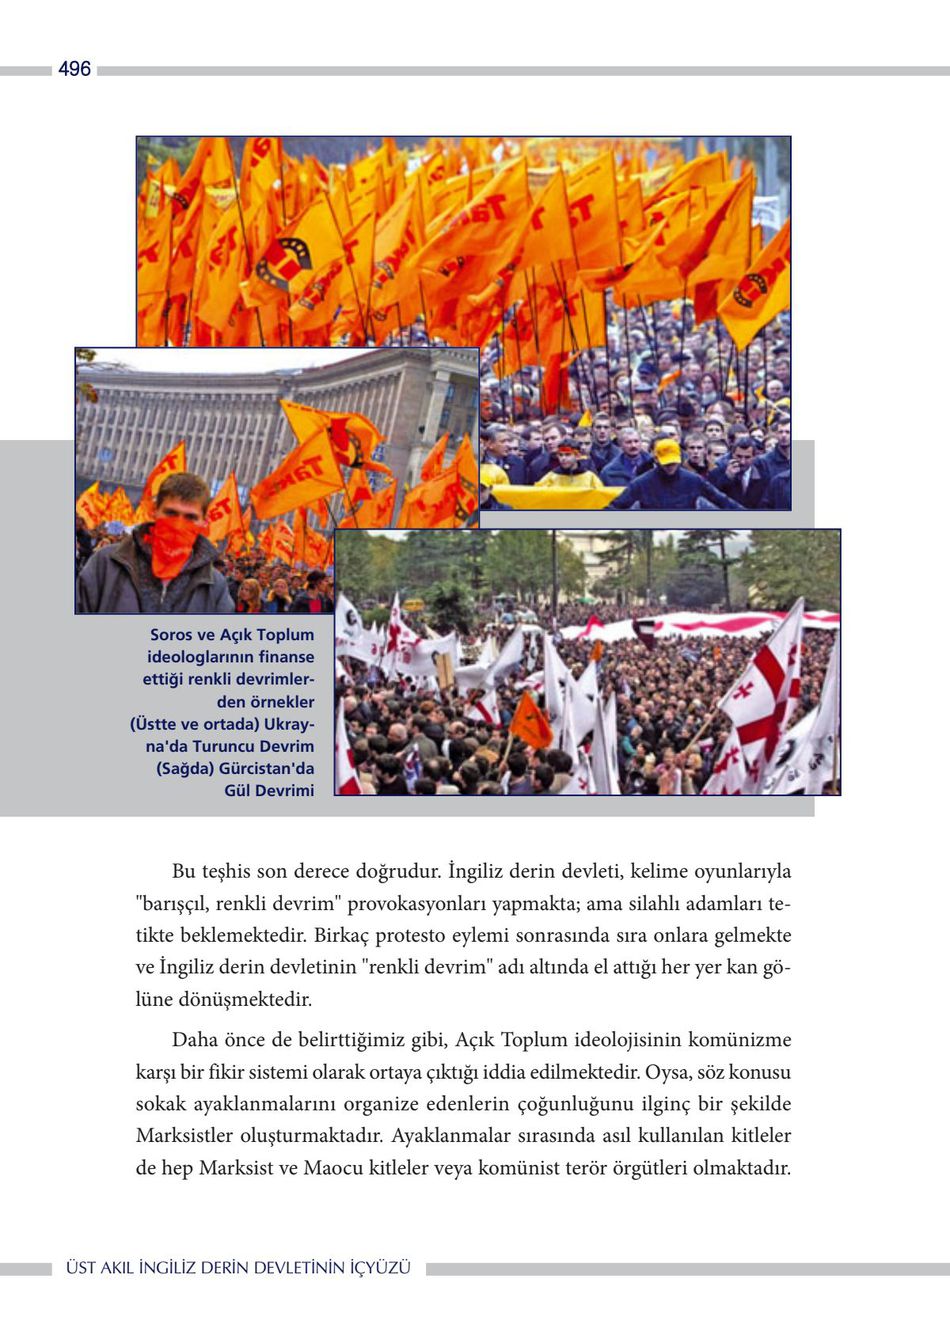 496
Так!
Так!
Так!
Так!
Soros ve Açık Toplum
ideologlarının finanse
ettiği renkli devrimler-
den örnekler
(Üstte ve ortada) Ukray-
na'da Turuncu Devrim
(Sağda) Gürcistan'da
Gül Devrimi
Bu teşhis son derece doğrudur. İngiliz derin devleti, kelime oyunlarıyla
"barışçıl, renkli devrim" provokasyonları yapmakta; ama silahlı adamları te-
tikte beklemektedir. Birkaç protesto eylemi sonrasında sıra onlara gelmekte
ve İngiliz derin devletinin "renkli devrim" adı altında el attığı her yer kan gö-
lüne dönüşmektedir.
Daha önce de belirttiğimiz gibi, Açık Toplum ideolojisinin komünizme
karşı bir fikir sistemi olarak ortaya çıktığı iddia edilmektedir. Oysa, söz konusu
sokak ayaklanmalarını organize edenlerin çoğunluğunu ilginç bir şekilde
Marksistler oluşturmaktadır. Ayaklanmalar sırasında asıl kullanılan kitleler
de hep Marksist ve Maocu kitleler veya komünist terör örgütleri olmaktadır.
ÜST AKIL İNGİLİZ DERİN DEVLETİNİN İÇYÜZÜ